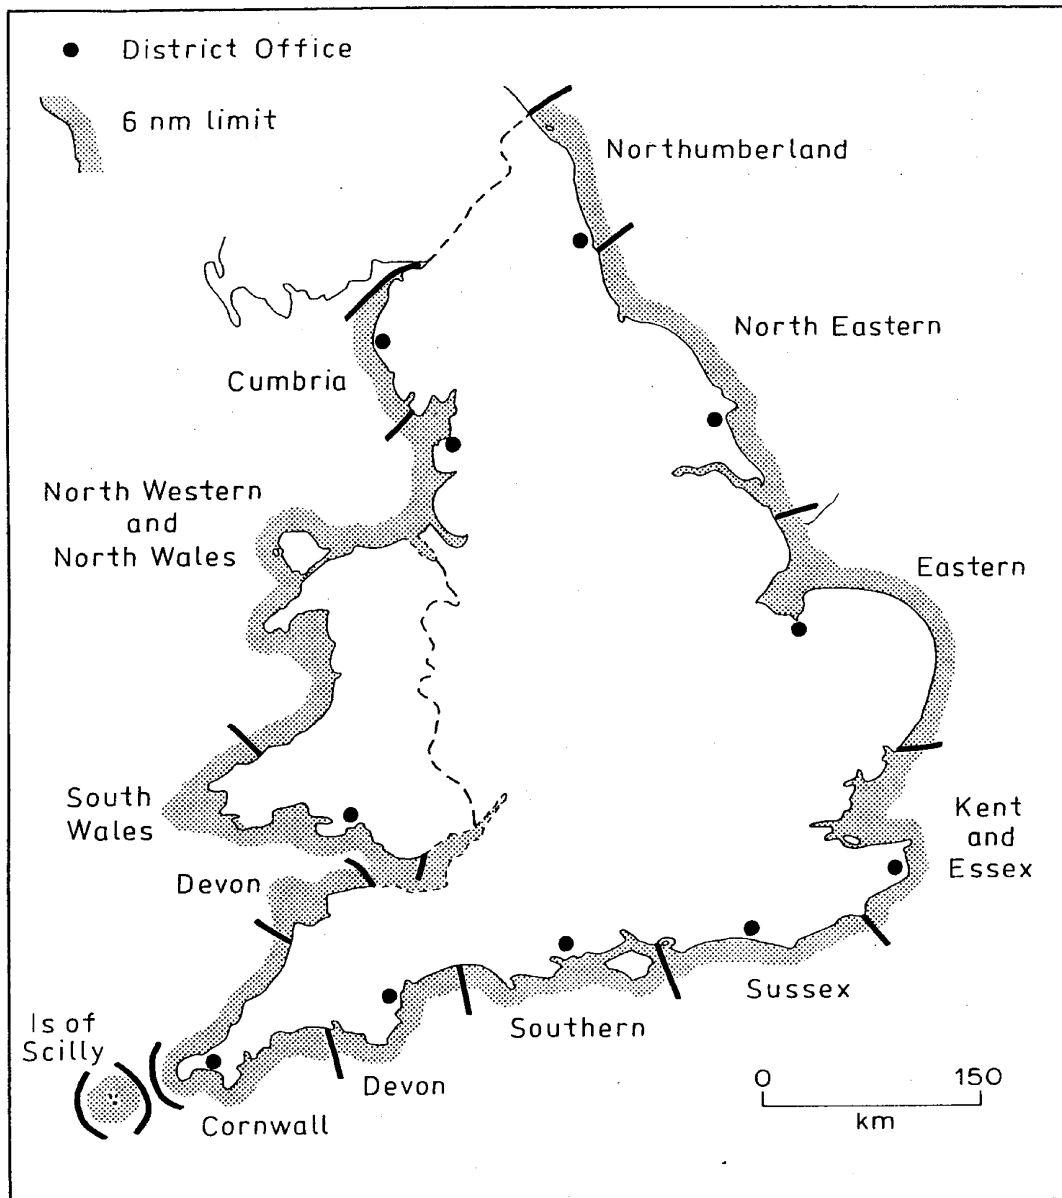 District Office
6 nm limit
Northumberland
North Eastern
Cumbria
North Western
and
North Wales
Eastern
South
Wales
Kent
and
Essex
Devon
Sussex
Southern
Is of
Scilly
Devon
Cornwall
0 150
km